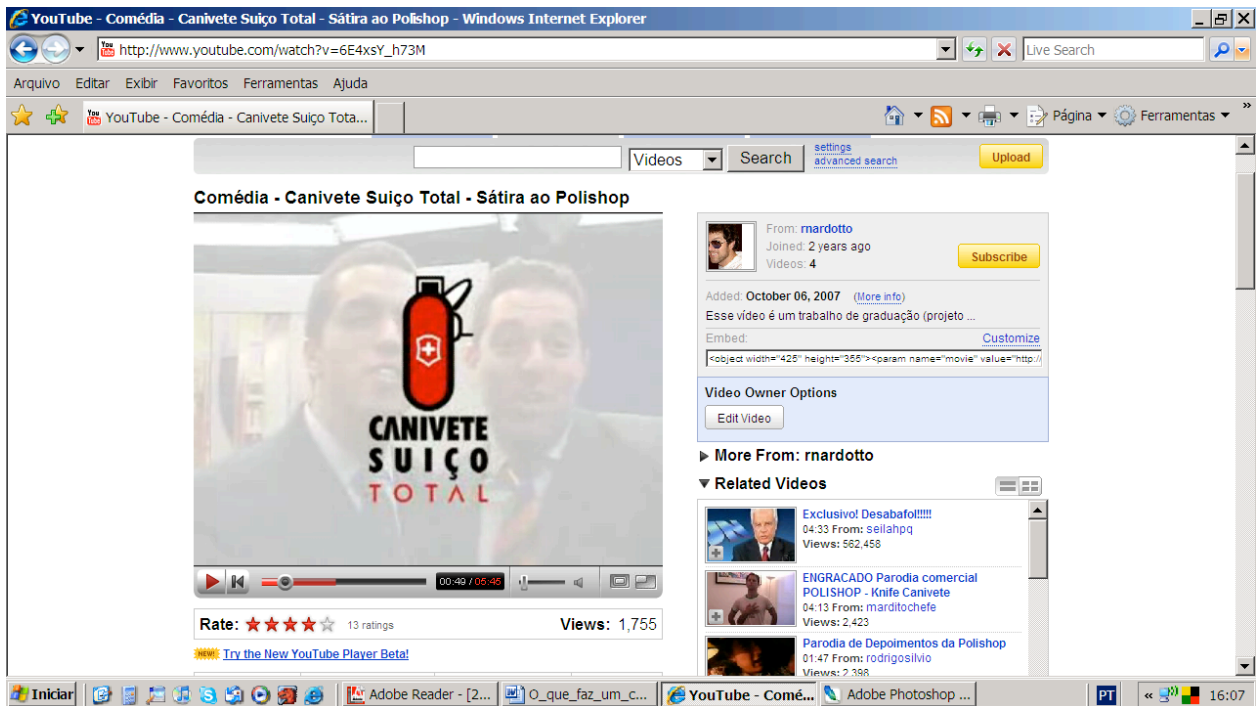 YouTube - Comédia - Canivete Suiço Total - Sátira ao Polishop - Windows Internet Explorer
http://www.youtube.com/watch?v=6E4xsY_h73M
Live Search
Arquivo Editar Exibir Favoritos Ferramentas Ajuda
YouTube - Comédia - Canivete Suiço Tota...
Página
Ferramentas
Videos
Search
settings
advanced search
Upload
Comédia - Canivete Suiço Total - Sátira ao Polishop
CANIVETE
SUIÇO
TOTAL
00:49 / 05:45
Rate:
13 ratings
Views: 1,755
NEW! Try the New YouTube Player Beta!
From: rnardotto
Joined: 2 years ago
Videos: 4
Subscribe
Added: October 06, 2007 (More info)
Esse vídeo é um trabalho de graduação (projeto ...
Embed:
Customize
<object width="425" height="355"><param name="movie" value="http://
Video Owner Options
Edit Video
More From: rnardotto
Related Videos
Exclusivo! Desabafo!!!!!
04:33 From: seilahpq
Views: 562,458
ENGRACADO Parodia comercial
POLISHOP - Knife Canivete
04:13 From: marditochefe
Views: 2,423
Parodia de Depoimentos da Polishop
01:47 From: rodrigosilvio
Views: 2,398
Iniciar
Adobe Reader - [2...
O_que_faz_um_c...
YouTube - Comé...
Adobe Photoshop ...
PT
16:07